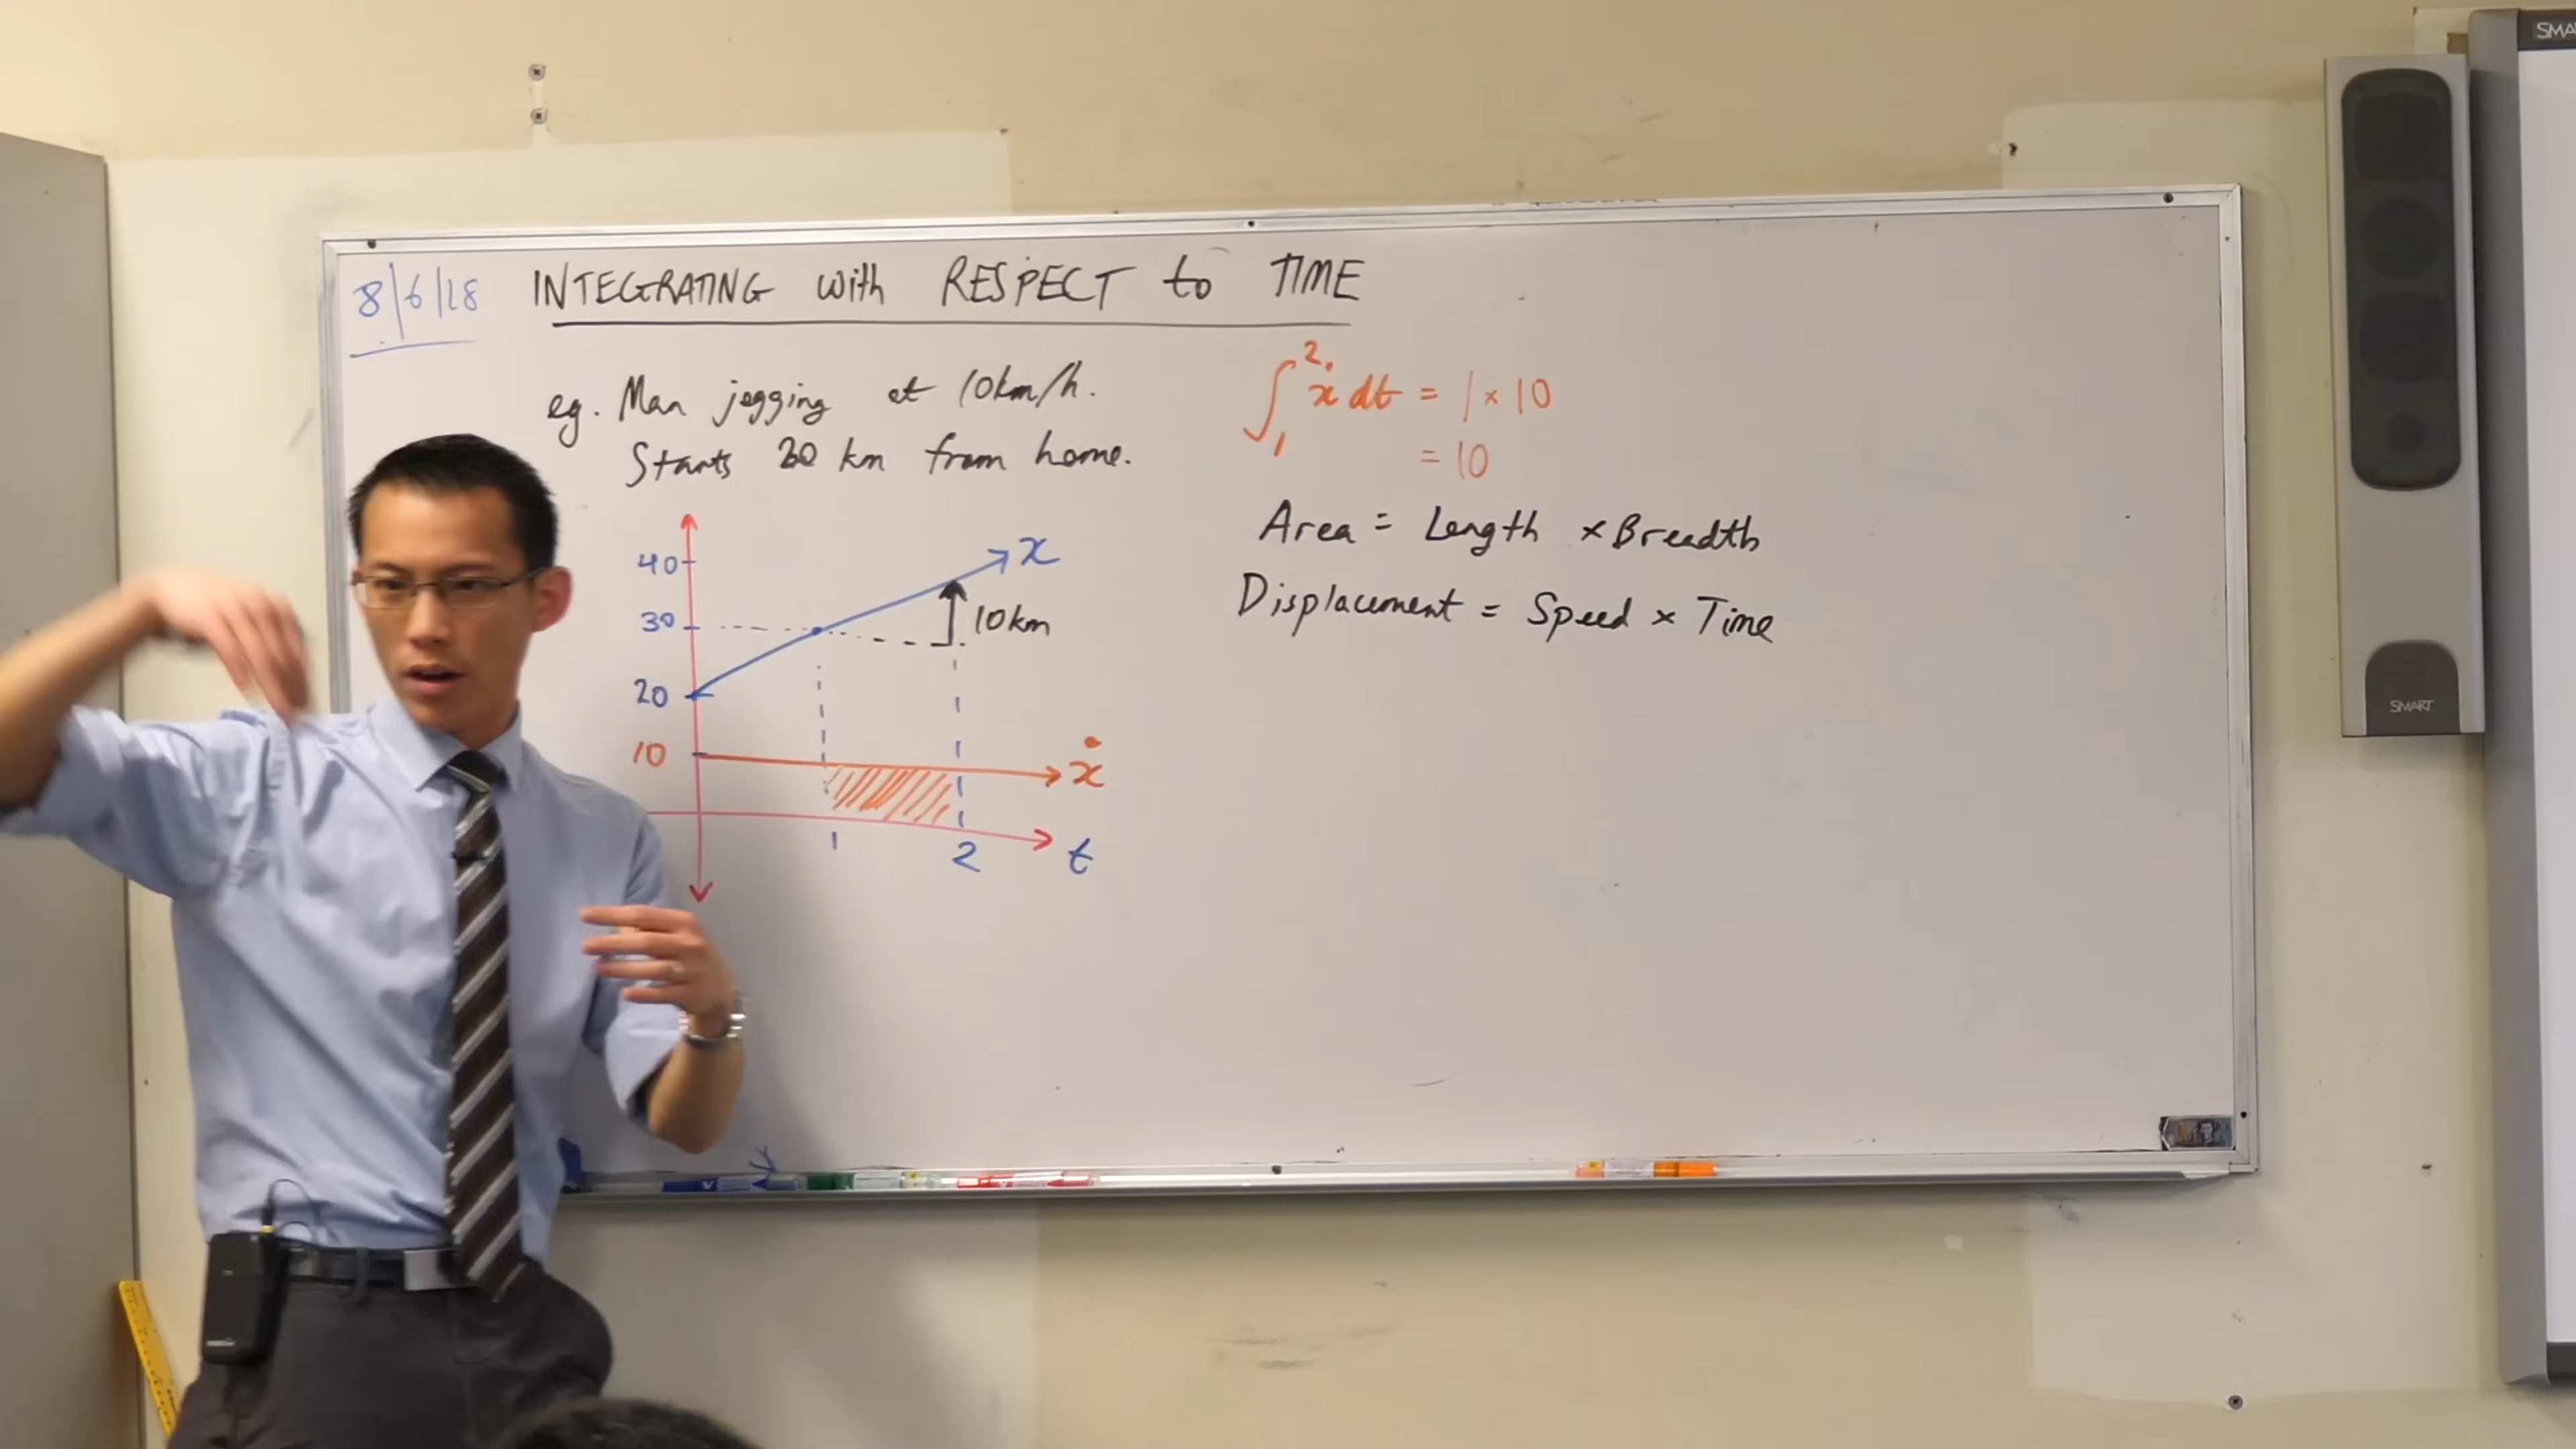 SMART
8/6/18 INTEGRATING with RESPECT to TIME
eg. Man jogging at 10km/h.
Starts 20 km from home.
∫₁² ẋ dt = 1 × 10
= 10
Area = Length × Breadth
Displacement = Speed × Time
40
x
30
10km
20
10
ẋ
1
2
t
SMART